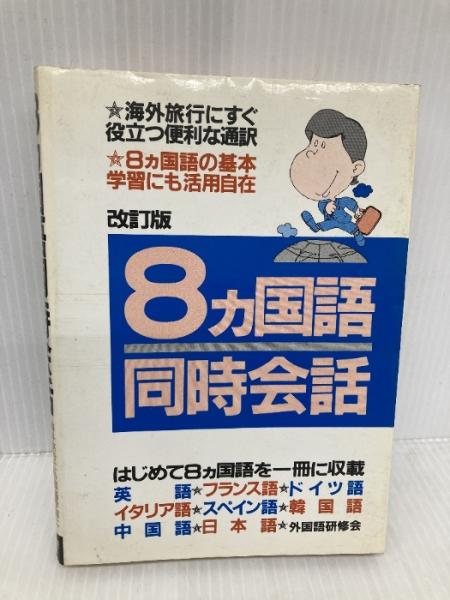 ☆海外旅行にすぐ
役立つ便利な通訳
☆8ヵ国語の基本
学習にも活用自在
改訂版
8ヵ国語
同時会話
はじめて8ヵ国語を一冊に収載
英語☆フランス語☆ドイツ語
イタリア語☆スペイン語☆韓国語
中国語☆日本語☆外国語研修会